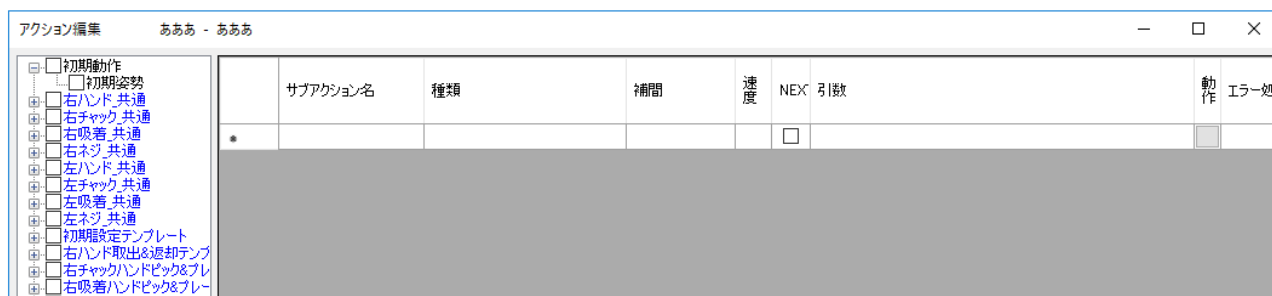 アクション編集 あああ - あああ
初期動作
初期姿勢
右ハンド_共通
右チャック_共通
右吸着_共通
右ネジ_共通
左ハンド_共通
左チャック_共通
左吸着_共通
左ネジ_共通
初期設定テンプレート
右ハンド取出&返却テンプ
右チャックハンドピック&プレ
右吸着ハンドピック&プレー
サブアクション名 種類 補間 速度 NEX 引数 動作 エラー処